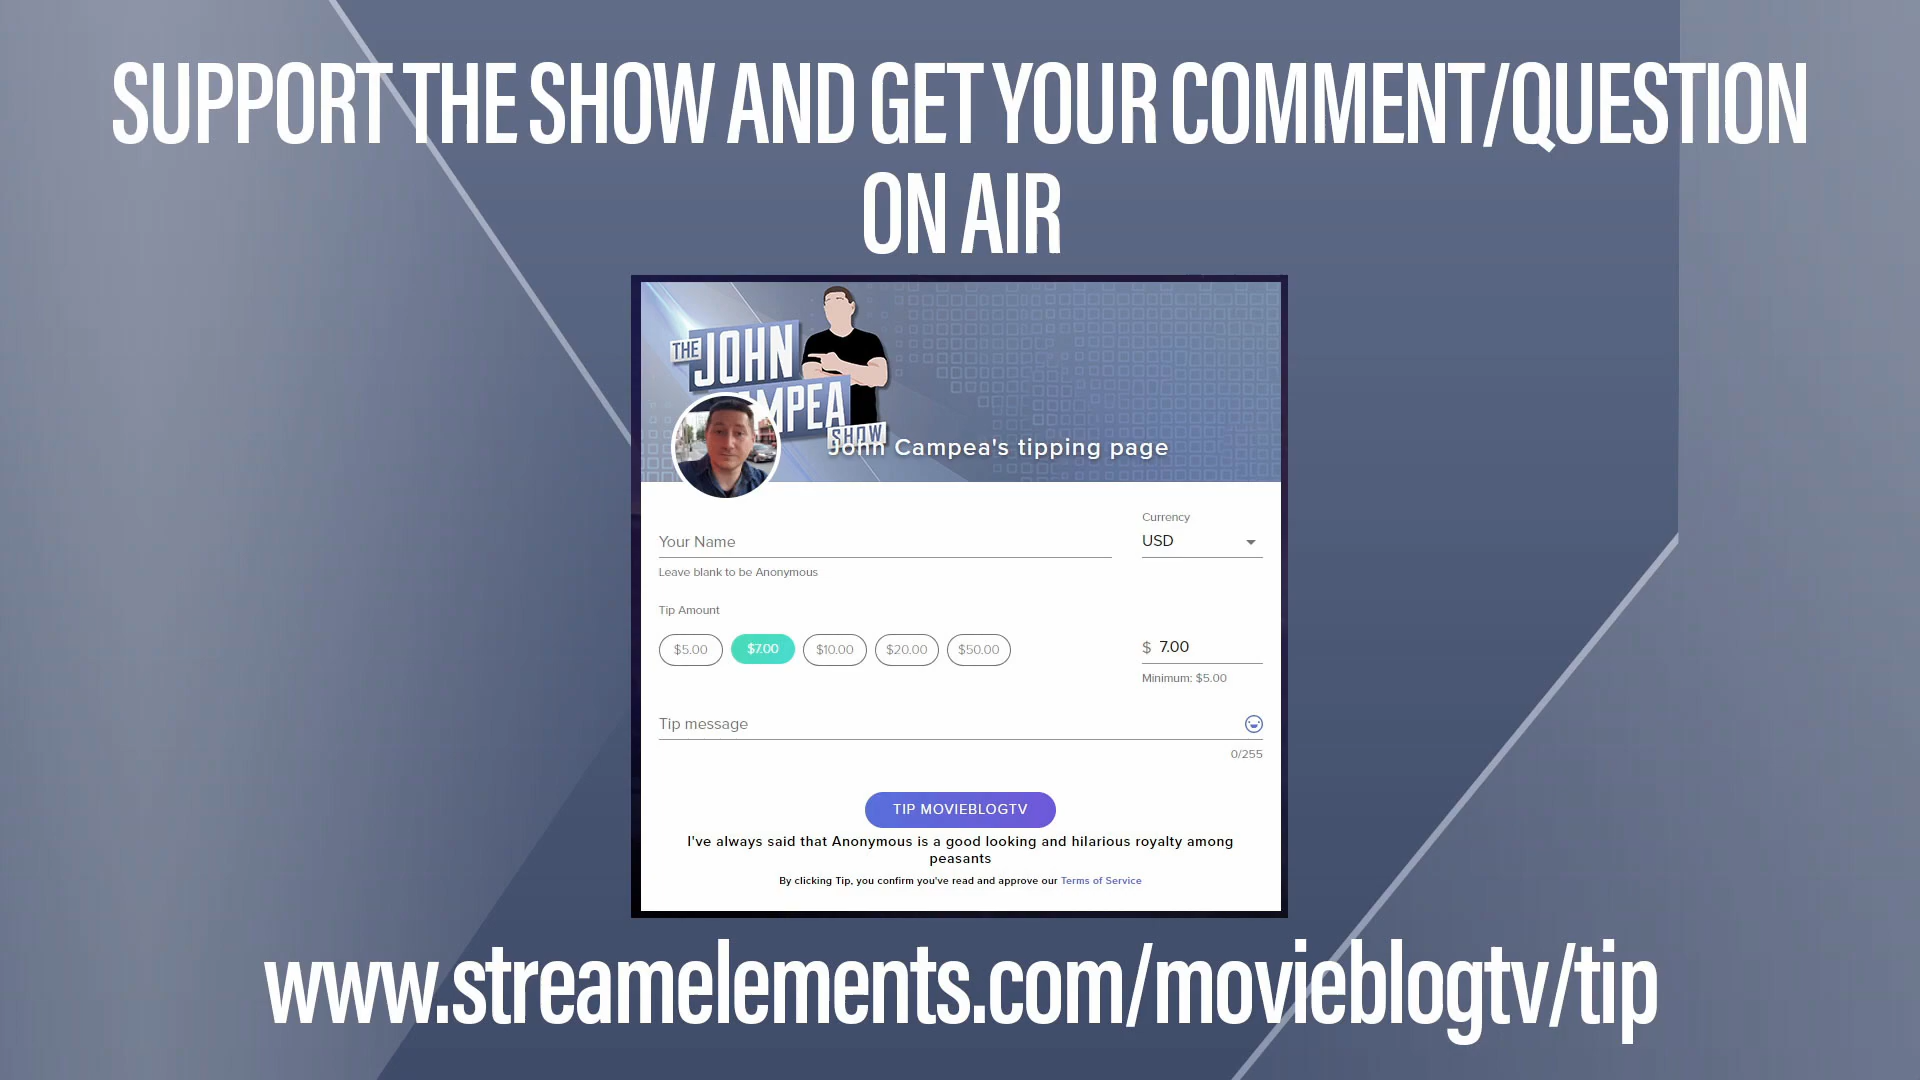 SUPPORT THE SHOW AND GET YOUR COMMENT/QUESTION
ON AIR
THE
JOHN
CAMPEA
SHOW
John Campea's tipping page
Currency
Your Name
USD
Leave blank to be Anonymous
Tip Amount
$5.00
$7.00
$10.00
$20.00
$50.00
$ 7.00
Minimum: $5.00
Tip message
0/255
TIP MOVIEBLOGTV
I've always said that Anonymous is a good looking and hilarious royalty among
peasants
By clicking Tip, you confirm you've read and approve our Terms of Service
www.streamelements.com/movieblogtv/tip